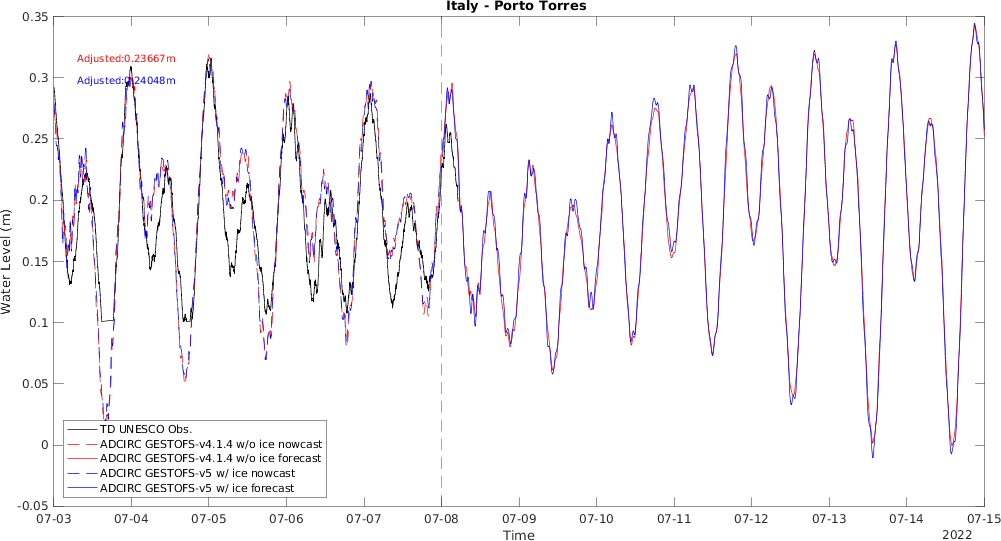 Italy - Porto Torres
Adjusted:0.23667m
Adjusted:0.24048m
Water Level (m)
0.35
0.3
0.25
0.2
0.15
0.1
0.05
0
-0.05
TD UNESCO Obs.
ADCIRC GESTOFS-v4.1.4 w/o ice nowcast
ADCIRC GESTOFS-v4.1.4 w/o ice forecast
ADCIRC GESTOFS-v5 w/ ice nowcast
ADCIRC GESTOFS-v5 w/ ice forecast
07-03 07-04 07-05 07-06 07-07 07-08 07-09 07-10 07-11 07-12 07-13 07-14 07-15
Time
2022